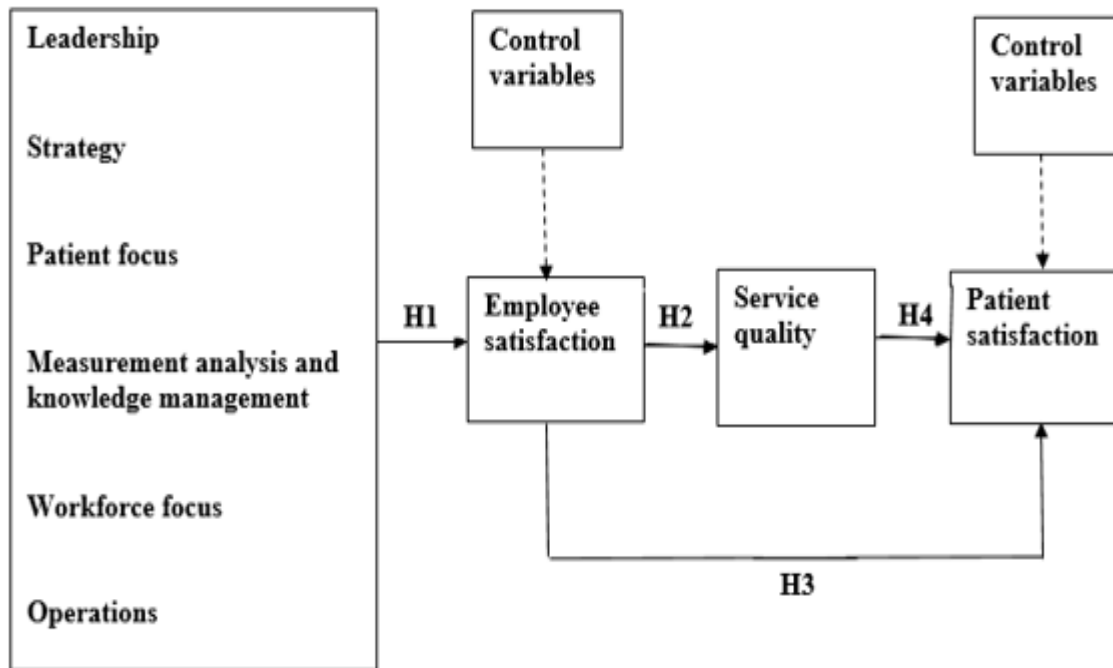 Leadership
Strategy
Patient focus
Measurement analysis and
knowledge management
Workforce focus
Operations
Control
variables
Control
variables
H1
Employee
satisfaction
H2
Service
quality
H4
Patient
satisfaction
H3